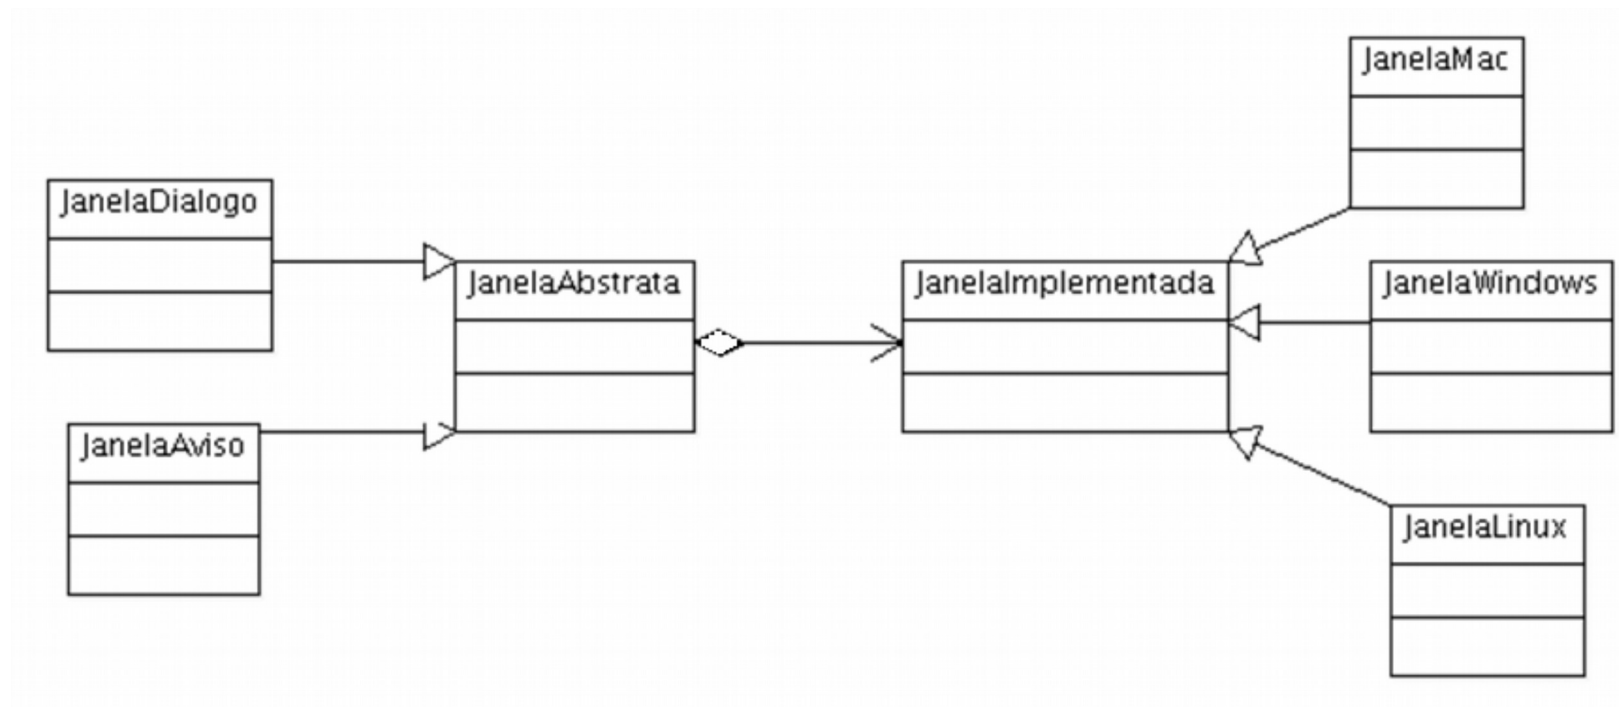 JanelaMac
JanelaDialogo
JanelaAbstrata
JanelaImplementada
JanelaWindows
JanelaAviso
JanelaLinux